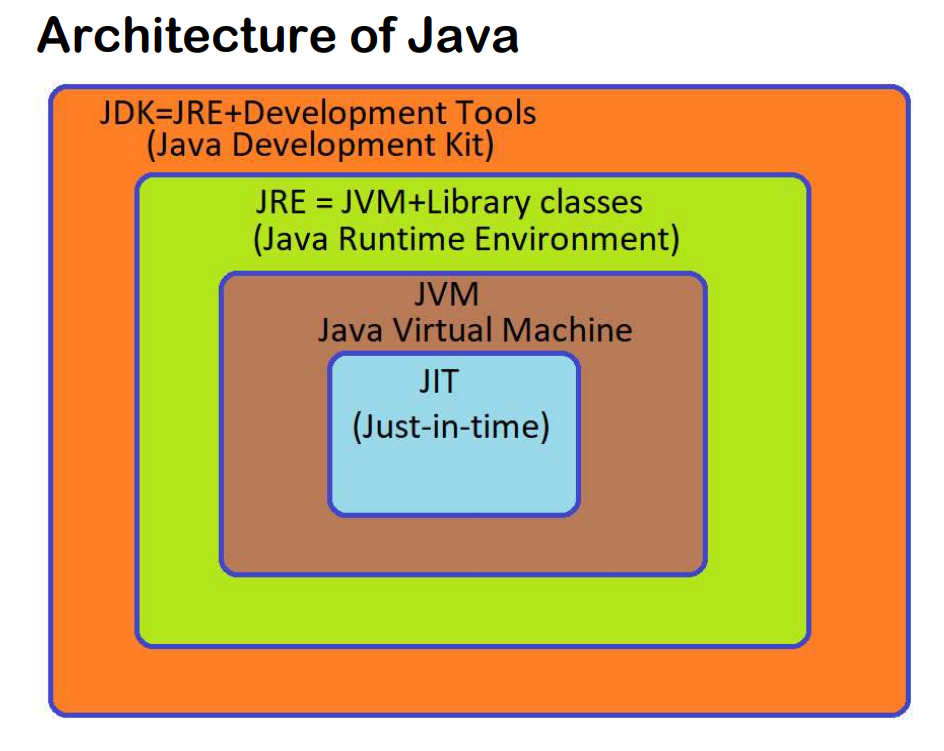 Architecture of Java
JDK=JRE+Development Tools
(Java Development Kit)
JRE = JVM+Library classes
(Java Runtime Environment)
JVM
Java Virtual Machine
JIT
(Just-in-time)